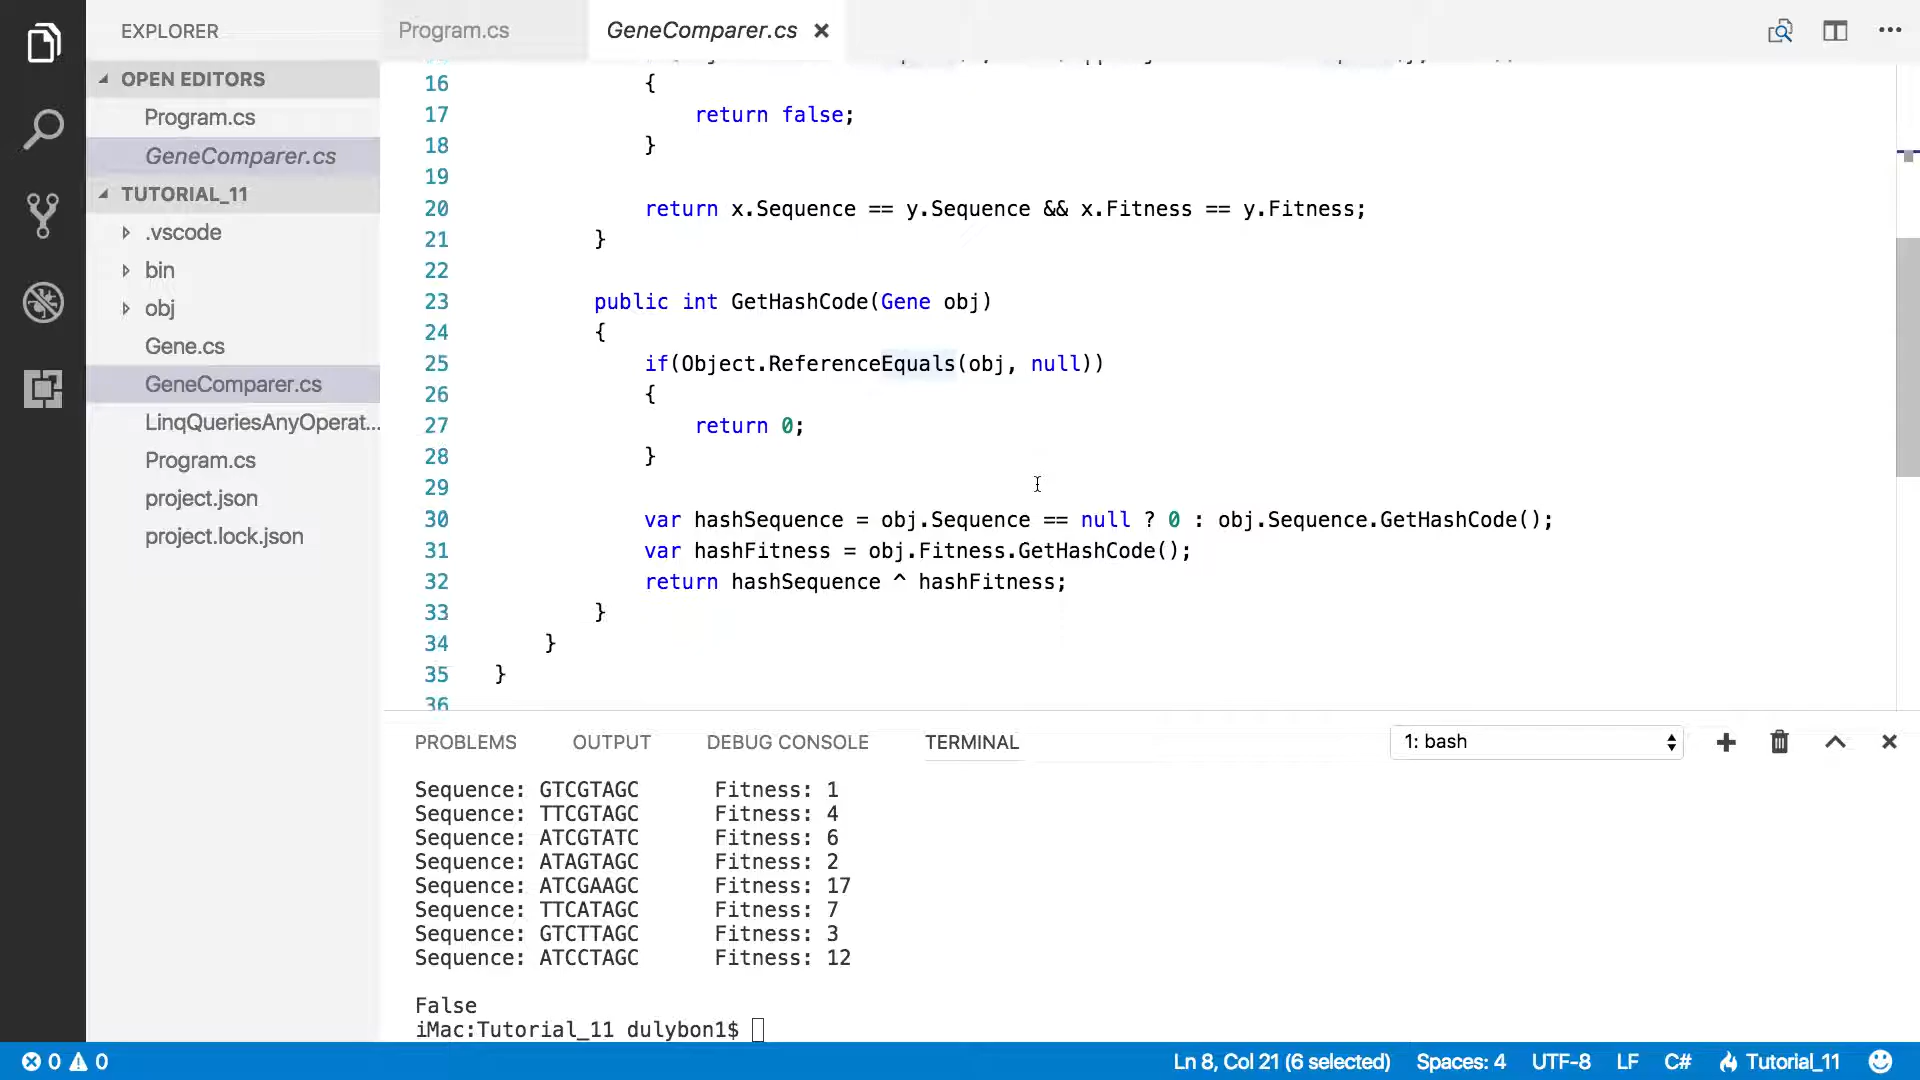 EXPLORER
Program.cs
GeneComparer.cs
OPEN EDITORS
Program.cs
GeneComparer.cs
TUTORIAL_11
.vscode
bin
obj
Gene.cs
GeneComparer.cs
LinqQueriesAnyOperat...
Program.cs
project.json
project.lock.json
16 {
17 return false;
18 }
19
20 return x.Sequence == y.Sequence && x.Fitness == y.Fitness;
21 }
22
23 public int GetHashCode(Gene obj)
24 {
25 if(Object.ReferenceEquals(obj, null))
26 {
27 return 0;
28 }
29
30 var hashSequence = obj.Sequence == null ? 0 : obj.Sequence.GetHashCode();
31 var hashFitness = obj.Fitness.GetHashCode();
32 return hashSequence ^ hashFitness;
33 }
34 }
35 }
36
PROBLEMS OUTPUT DEBUG CONSOLE TERMINAL 1: bash
Sequence: GTCGTAGC Fitness: 1
Sequence: TTCGTAGC Fitness: 4
Sequence: ATCGTATC Fitness: 6
Sequence: ATAGTAGC Fitness: 2
Sequence: ATCGAAGC Fitness: 17
Sequence: TTCATAGC Fitness: 7
Sequence: GTCTTAGC Fitness: 3
Sequence: ATCCTAGC Fitness: 12
False
iMac:Tutorial_11 dulybon1$
0 0 Ln 8, Col 21 (6 selected) Spaces: 4 UTF-8 LF C# Tutorial_11